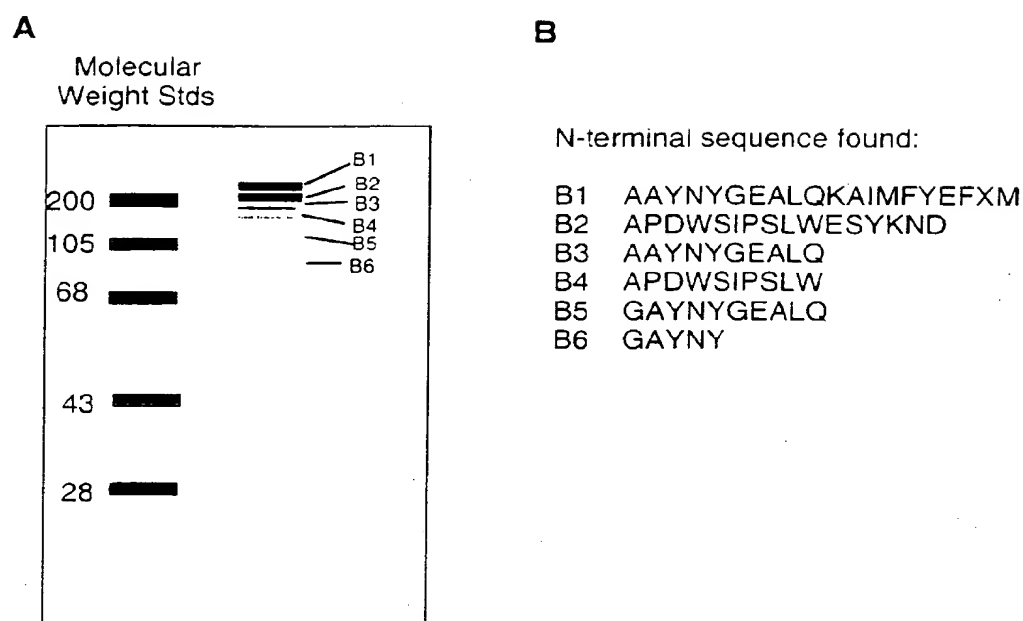 A
Molecular
Weight Stds
200
105
68
43
28
B1
B2
B3
B4
B5
B6
B
N-terminal sequence found:
B1 AAYNYGEALQKAIMFYEFXM
B2 APDWSIPSLWESYKND
B3 AAYNYGEALQ
B4 APDWSIPSLW
B5 GAYNYGEALQ
B6 GAYNY